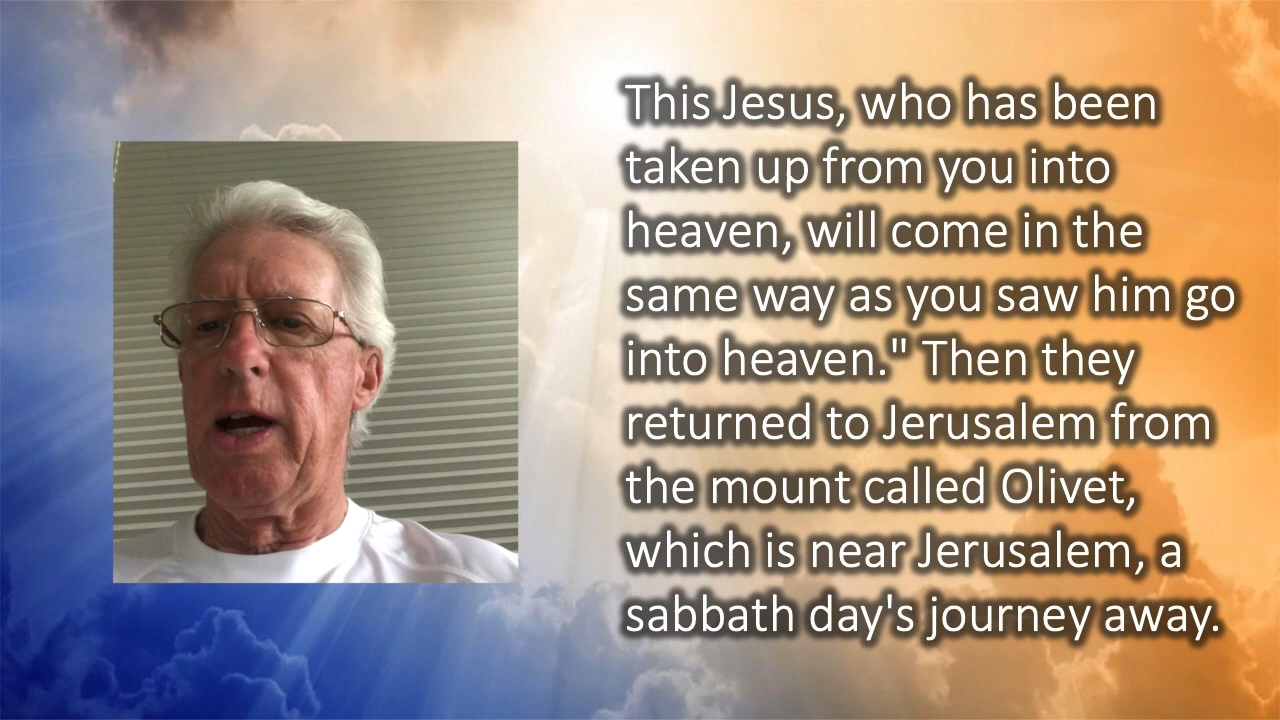 This Jesus, who has been
taken up from you into
heaven, will come in the
same way as you saw him go
into heaven." Then they
returned to Jerusalem from
the mount called Olivet,
which is near Jerusalem, a
sabbath day's journey away.